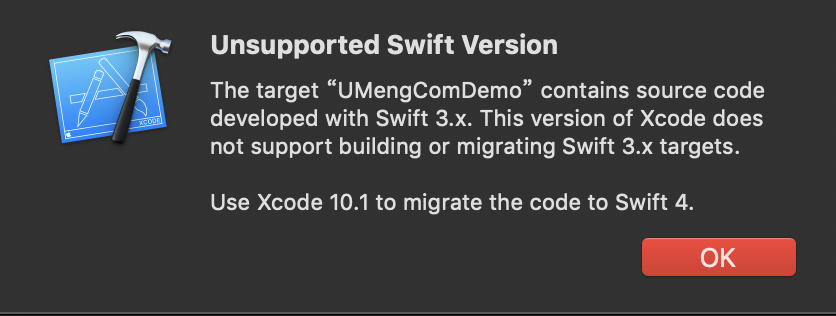 Unsupported Swift Version
The target “UMengComDemo” contains source code
developed with Swift 3.x. This version of Xcode does
not support building or migrating Swift 3.x targets.
Use Xcode 10.1 to migrate the code to Swift 4.
XCODE
OK